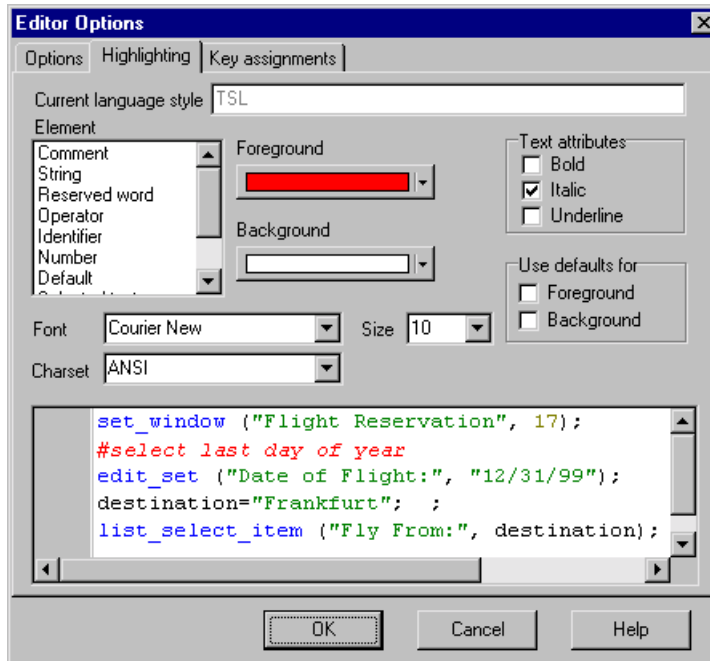 Editor Options
Options Highlighting Key assignments
Current language style TSL
Element
Comment
String
Reserved word
Operator
Identifier
Number
Default
Foreground
Background
Text attributes
Bold
Italic
Underline
Use defaults for
Foreground
Background
Font Courier New Size 10
Charset ANSI
set_window ("Flight Reservation", 17);
#select last day of year
edit_set ("Date of Flight:", "12/31/99");
destination="Frankfurt";  ;
list_select_item ("Fly From:", destination);
OK Cancel Help